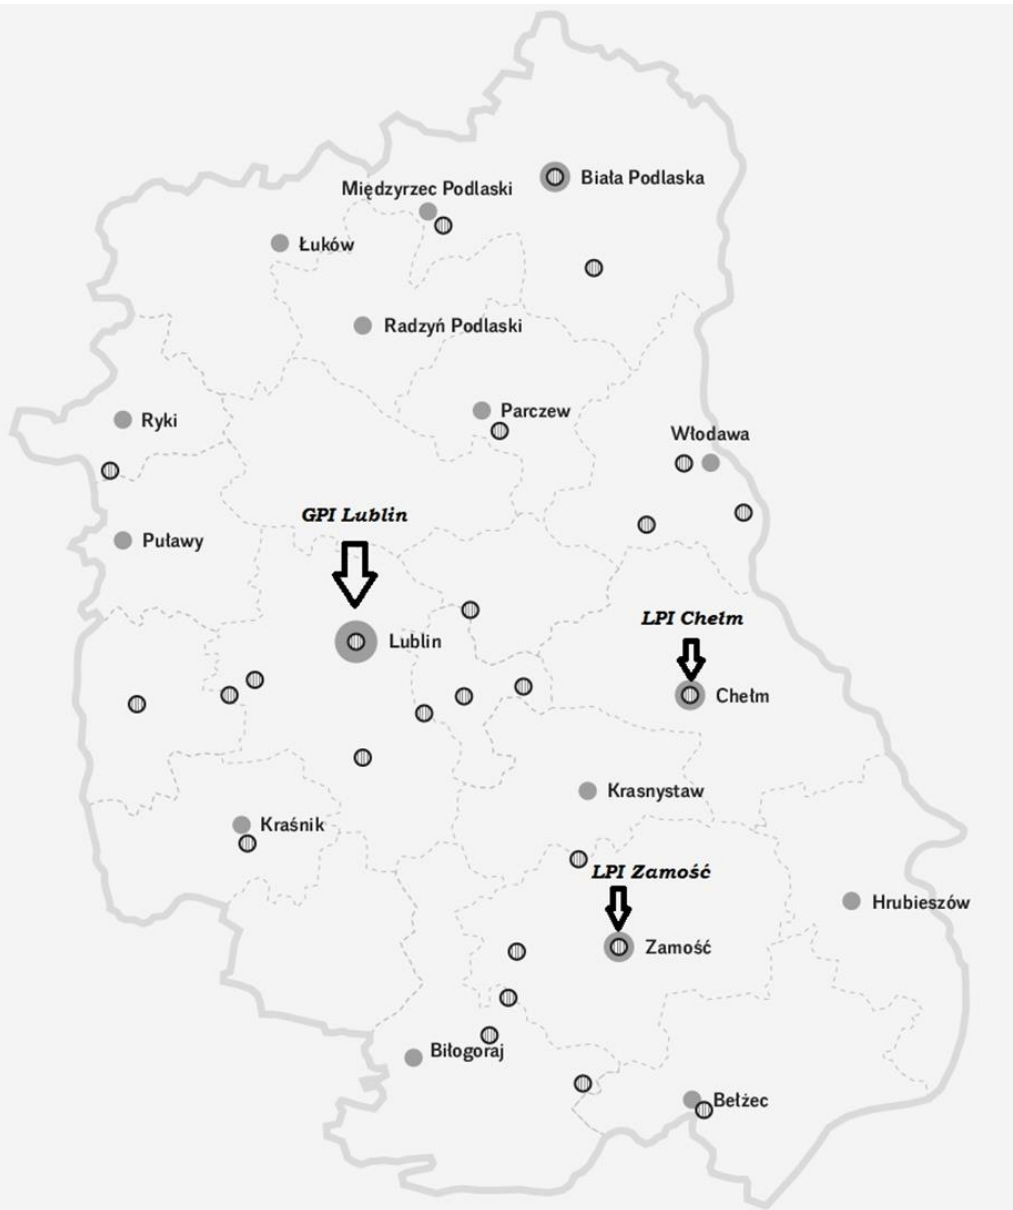 Biała Podlaska
Międzyrzec Podlaski
Łuków
Radzyń Podlaski
Parczew
Ryki
Włodawa
GPI Lublin
Puławy
LPI Chełm
Lublin
Chełm
Krasnystaw
Kraśnik
LPI Zamość
Hrubieszów
Zamość
Biłogoraj
Bełżec